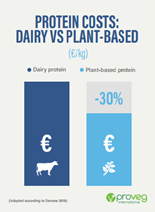 PROTEIN COSTS:
DAIRY VS PLANT-BASED
(€/kg)
Dairy protein
Plant-based protein
-30%
€
€
(Adapted according to Danone 2018)
proveg
international